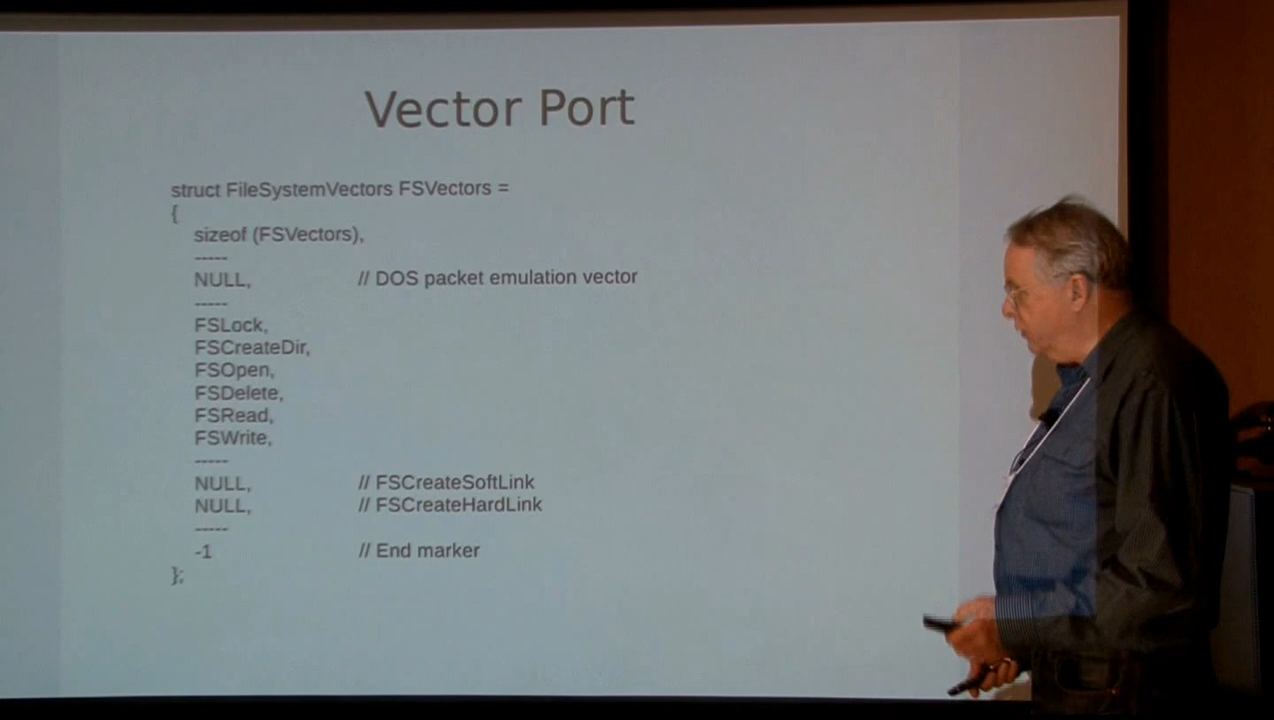 Vector Port
struct FileSystemVectors FSVectors =
{
sizeof (FSVectors),
-----
NULL, // DOS packet emulation vector
-----
FSLock,
FSCreateDir,
FSOpen,
FSDelete,
FSRead,
FSWrite,
-----
NULL, // FSCreateSoftLink
NULL, // FSCreateHardLink
-----
-1 // End marker
};